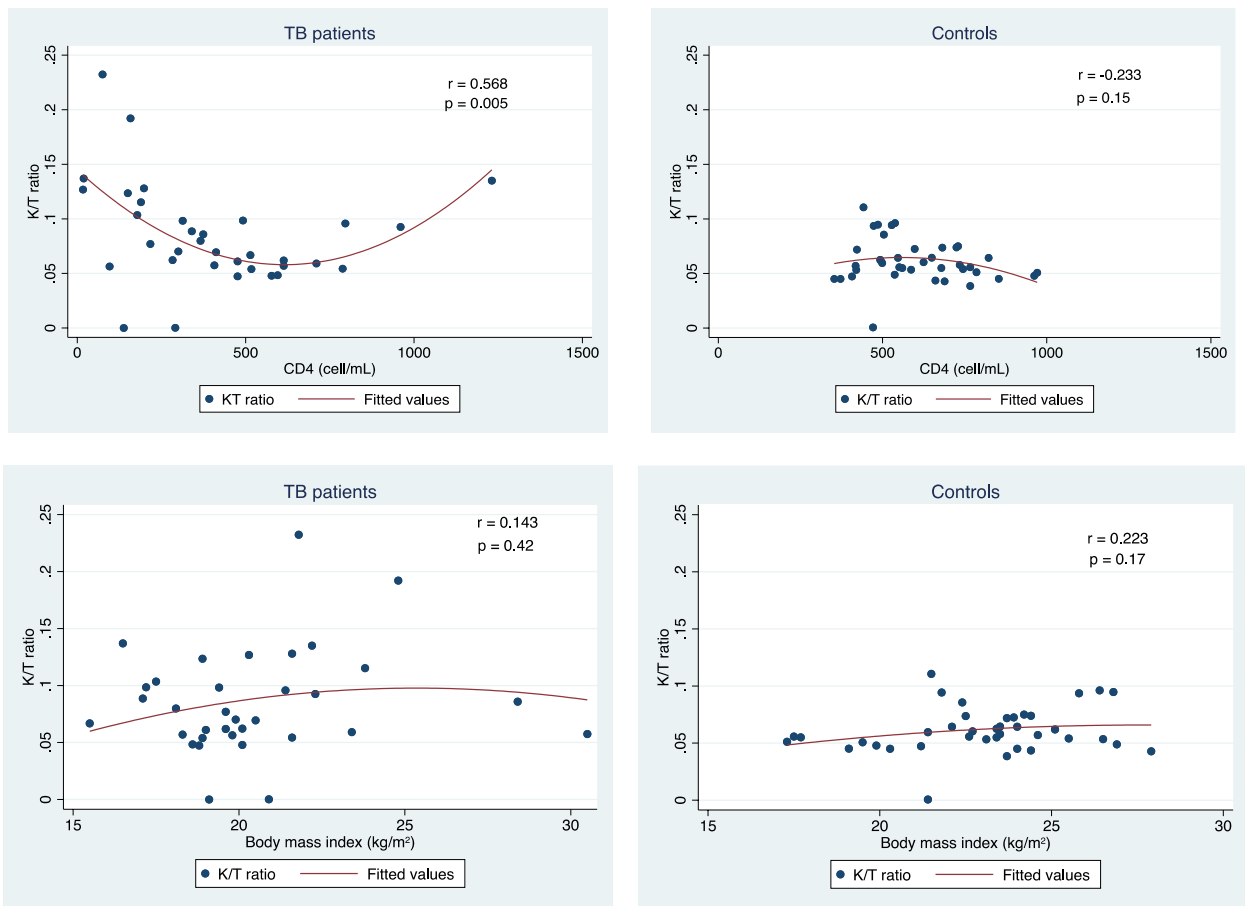 TB patients
r = 0.568
p = 0.005
K/T ratio
0 .05 .1 .15 .2 .25
0 500 1000 1500
CD4 (cell/mL)
KT ratio Fitted values
Controls
r = -0.233
p = 0.15
K/T ratio
0 .05 .1 .15 .2 .25
0 500 1000 1500
CD4 (cell/mL)
K/T ratio Fitted values
TB patients
r = 0.143
p = 0.42
K/T ratio
0 .05 .1 .15 .2 .25
15 20 25 30
Body mass index (kg/m²)
K/T ratio Fitted values
Controls
r = 0.223
p = 0.17
K/T ratio
0 .05 .1 .15 .2 .25
15 20 25 30
Body mass index (kg/m²)
K/T ratio Fitted values